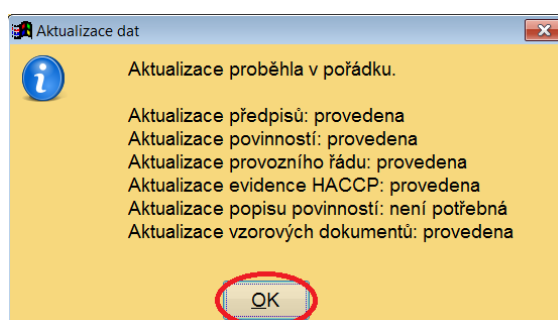 Aktualizace dat
Aktualizace proběhla v pořádku.
Aktualizace předpisů: provedena
Aktualizace povinností: provedena
Aktualizace provozního řádu: provedena
Aktualizace evidence HACCP: provedena
Aktualizace popisu povinností: není potřebná
Aktualizace vzorových dokumentů: provedena
OK